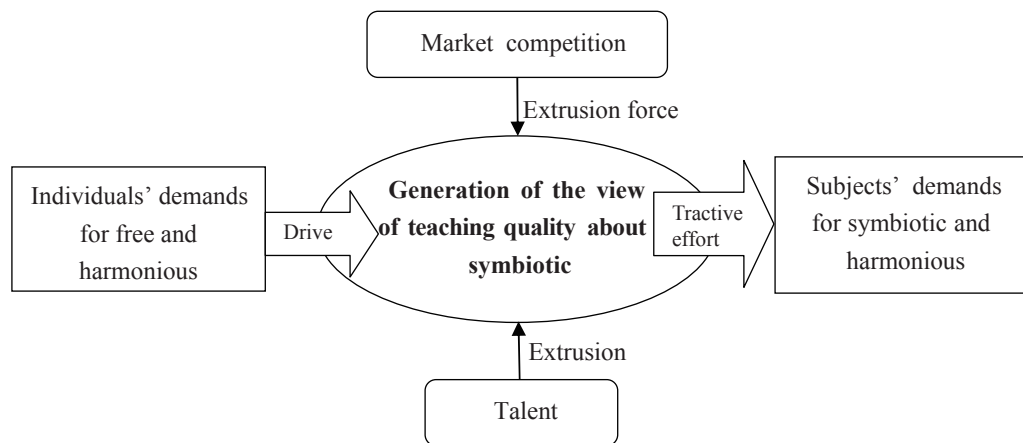 Market competition
Extrusion force
Individuals’ demands
for free and
harmonious
Drive
Generation of the view
of teaching quality about
symbiotic
Tractive
effort
Subjects’ demands
for symbiotic and
harmonious
Extrusion
Talent